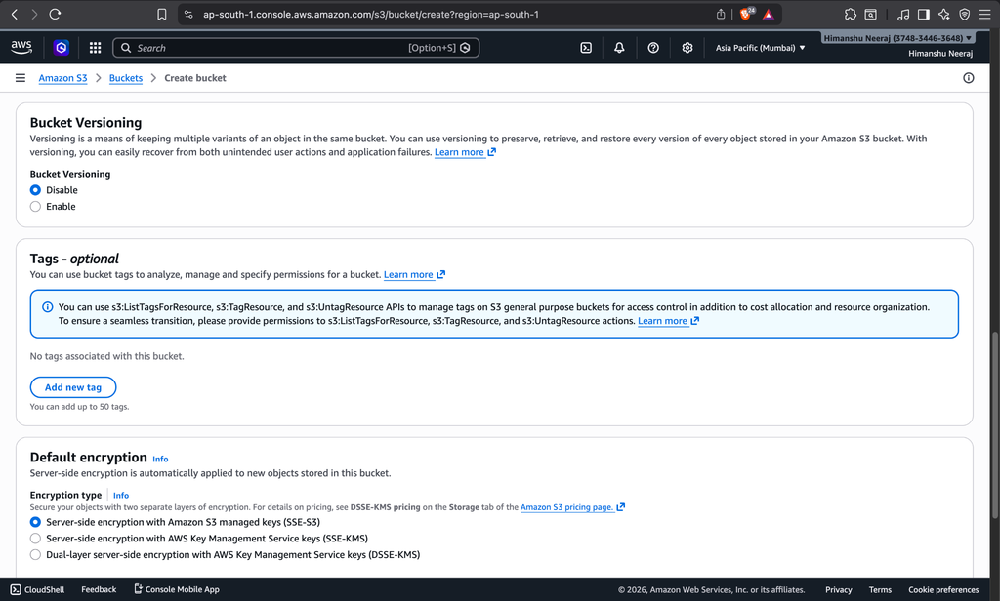 ap-south-1.console.aws.amazon.com/s3/bucket/create?region=ap-south-1
24
aws
Search
[Option+S]
Asia Pacific (Mumbai)
Himanshu Neeraj (3748-3446-3648)
Himanshu Neeraj
Amazon S3
Buckets
Create bucket
Bucket Versioning
Versioning is a means of keeping multiple variants of an object in the same bucket. You can use versioning to preserve, retrieve, and restore every version of every object stored in your Amazon S3 bucket. With
versioning, you can easily recover from both unintended user actions and application failures. Learn more
Bucket Versioning
Disable
Enable
Tags - optional
You can use bucket tags to analyze, manage and specify permissions for a bucket. Learn more
You can use s3:ListTagsForResource, s3:TagResource, and s3:UntagResource APIs to manage tags on S3 general purpose buckets for access control in addition to cost allocation and resource organization.
To ensure a seamless transition, please provide permissions to s3:ListTagsForResource, s3:TagResource, and s3:UntagResource actions. Learn more
No tags associated with this bucket.
Add new tag
You can add up to 50 tags.
Default encryption Info
Server-side encryption is automatically applied to new objects stored in this bucket.
Encryption type Info
Secure your objects with two separate layers of encryption. For details on pricing, see DSSE-KMS pricing on the Storage tab of the Amazon S3 pricing page.
Server-side encryption with Amazon S3 managed keys (SSE-S3)
Server-side encryption with AWS Key Management Service keys (SSE-KMS)
Dual-layer server-side encryption with AWS Key Management Service keys (DSSE-KMS)
CloudShell
Feedback
Console Mobile App
© 2026, Amazon Web Services, Inc. or its affiliates.
Privacy
Terms
Cookie preferences